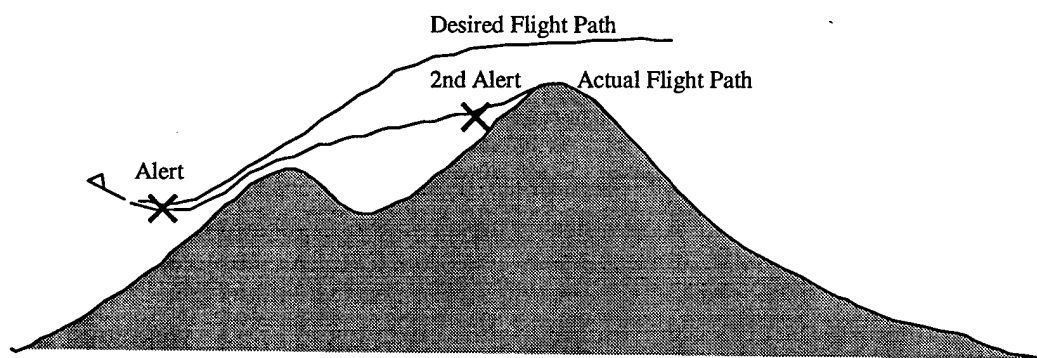 Desired Flight Path
2nd Alert
Actual Flight Path
Alert